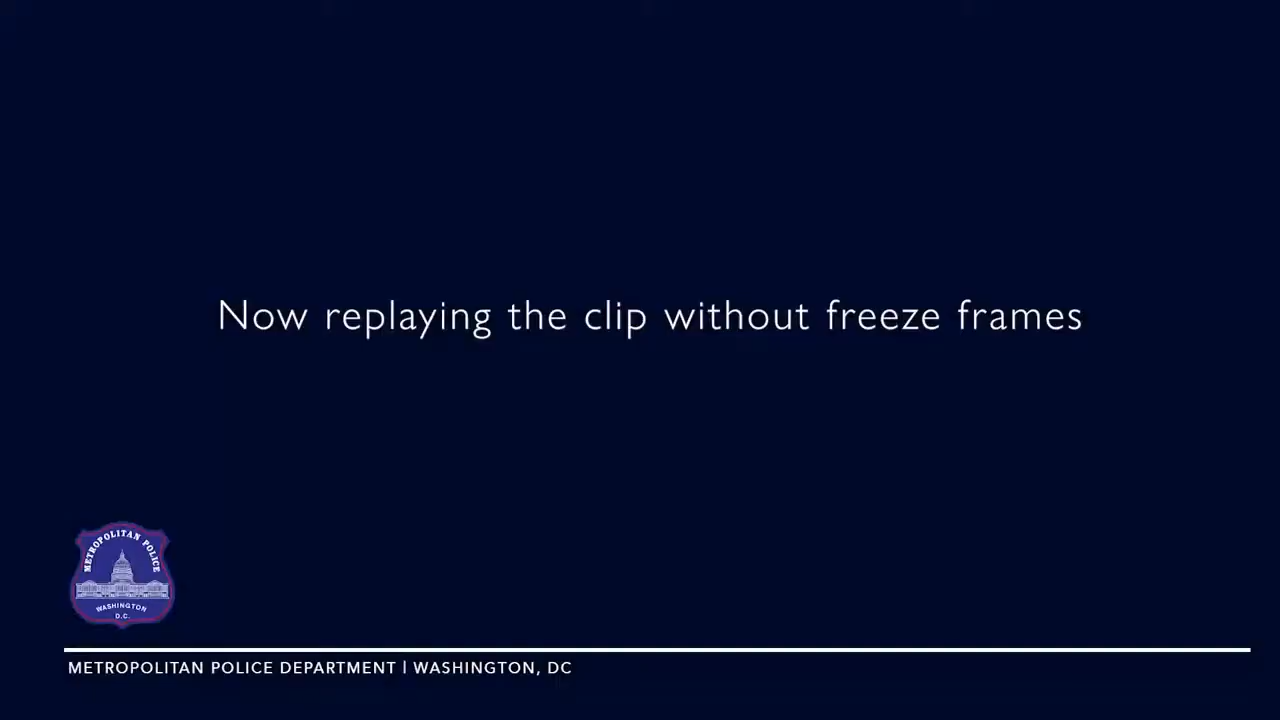 Now replaying the clip without freeze frames
METROPOLITAN POLICE
WASHINGTON
D.C.
METROPOLITAN POLICE DEPARTMENT | WASHINGTON, DC